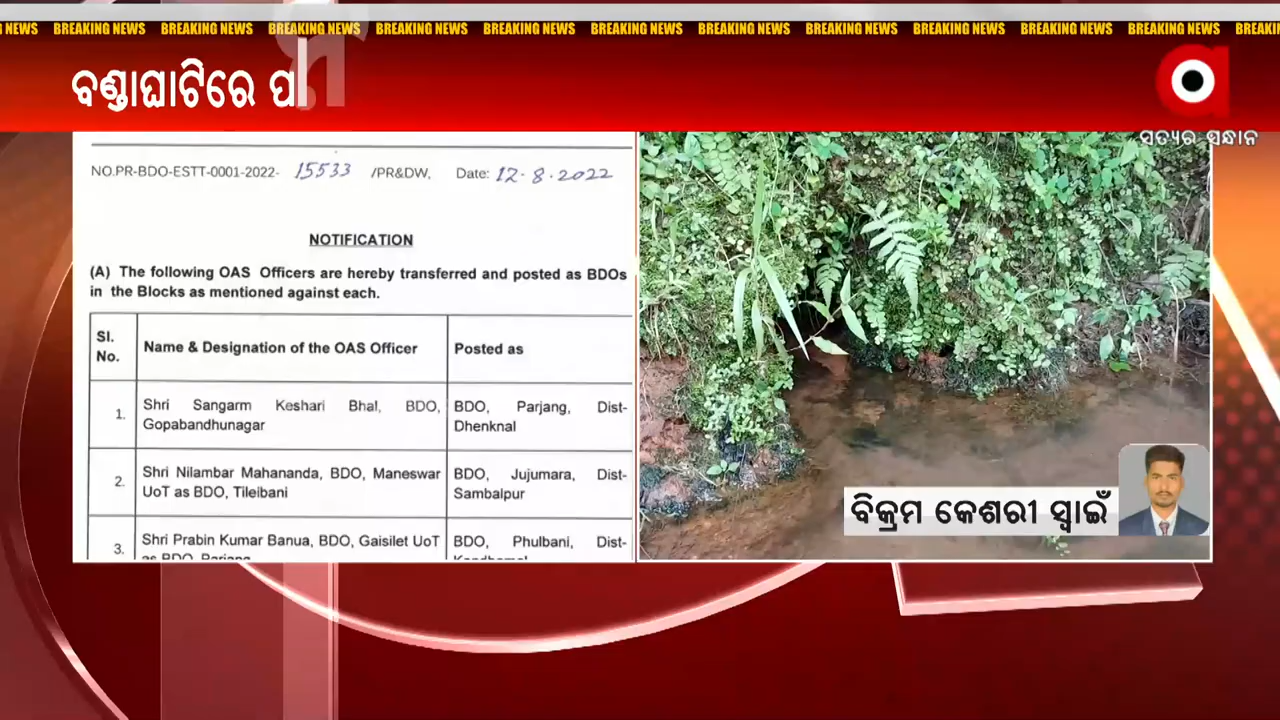 NEWS BREAKING NEWS BREAKING NEWS BREAKING NEWS BREAKING NEWS BREAKING NEWS BREAKING NEWS BREAKING NEWS BREAKING NEWS BREAKING NEWS BREAKING NEWS BREAKING NEWS
ବଣ୍ଡାଘାଟିରେ
ସତ୍ୟର ସନ୍ଧାନ
NO.PR-BDO-ESTT-0001-2022- 15533 /PR&DW, Date: 12.8.2022
NOTIFICATION
(A) The following OAS Officers are hereby transferred and posted as BDOs
in the Blocks as mentioned against each.
Sl. No. Name & Designation of the OAS Officer Posted as
1. Shri Sangarm Keshari Bhal, BDO, Gopabandhunagar BDO, Parjang, Dist- Dhenknal
2. Shri Nilambar Mahananda, BDO, Maneswar UoT as BDO, Tileibani BDO, Jujumara, Dist- Sambalpur
3. Shri Prabin Kumar Banua, BDO, Gaisilet UoT as BDO, Parjang BDO, Phulbani, Dist-
ବିକ୍ରମ କେଶରୀ ସ୍ୱାଇଁ